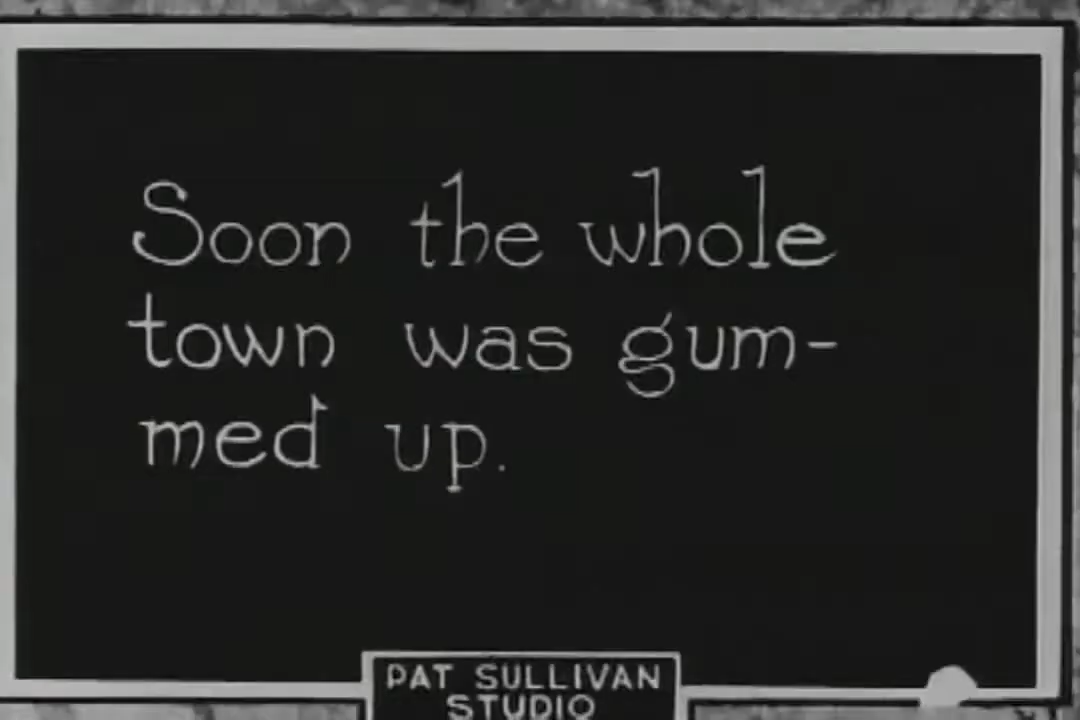 Soon the whole
town was gum-
med up.
PAT SULLIVAN
STUDIO